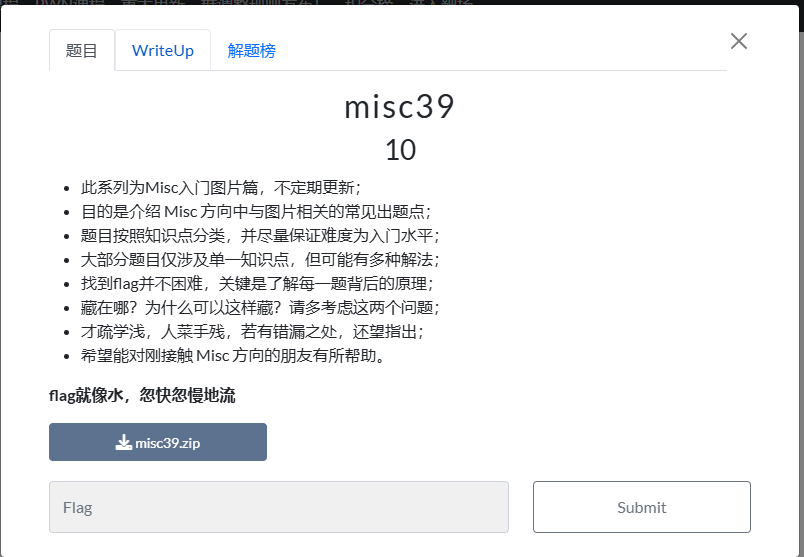 题目 WriteUp 解题榜
misc39
10
此系列为Misc入门图片篇，不定期更新；
目的是介绍 Misc 方向中与图片相关的常见出题点；
题目按照知识点分类，并尽量保证难度为入门水平；
大部分题目仅涉及单一知识点，但可能有多种解法；
找到flag并不困难，关键是了解每一题背后的原理；
藏在哪？为什么可以这样藏？请多考虑这两个问题；
才疏学浅，人菜手残，若有错漏之处，还望指出；
希望能对刚接触 Misc 方向的朋友有所帮助。
flag就像水，忽快忽慢地流
misc39.zip
Flag Submit